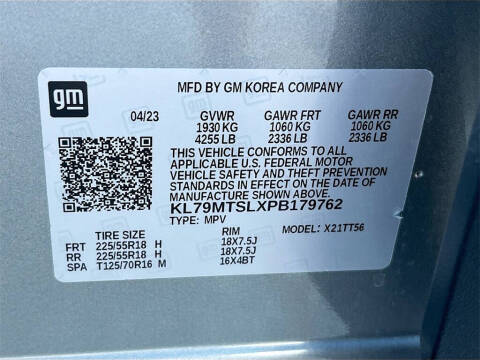 gm
MFD BY GM KOREA COMPANY
04/23 GVWR GAWR FRT GAWR RR
1930 KG 1060 KG 1060 KG
4255 LB 2336 LB 2336 LB
THIS VEHICLE CONFORMS TO ALL
APPLICABLE U.S. FEDERAL MOTOR
VEHICLE SAFETY AND THEFT PREVENTION
STANDARDS IN EFFECT ON THE DATE OF
MANUFACTURE SHOWN ABOVE.
KL79MTSLXPB179762
TYPE: MPV MODEL: X21TT56
TIRE SIZE RIM
FRT 225/55R18 H 18X7.5J
RR 225/55R18 H 18X7.5J
SPA T125/70R16 M 16X4BT